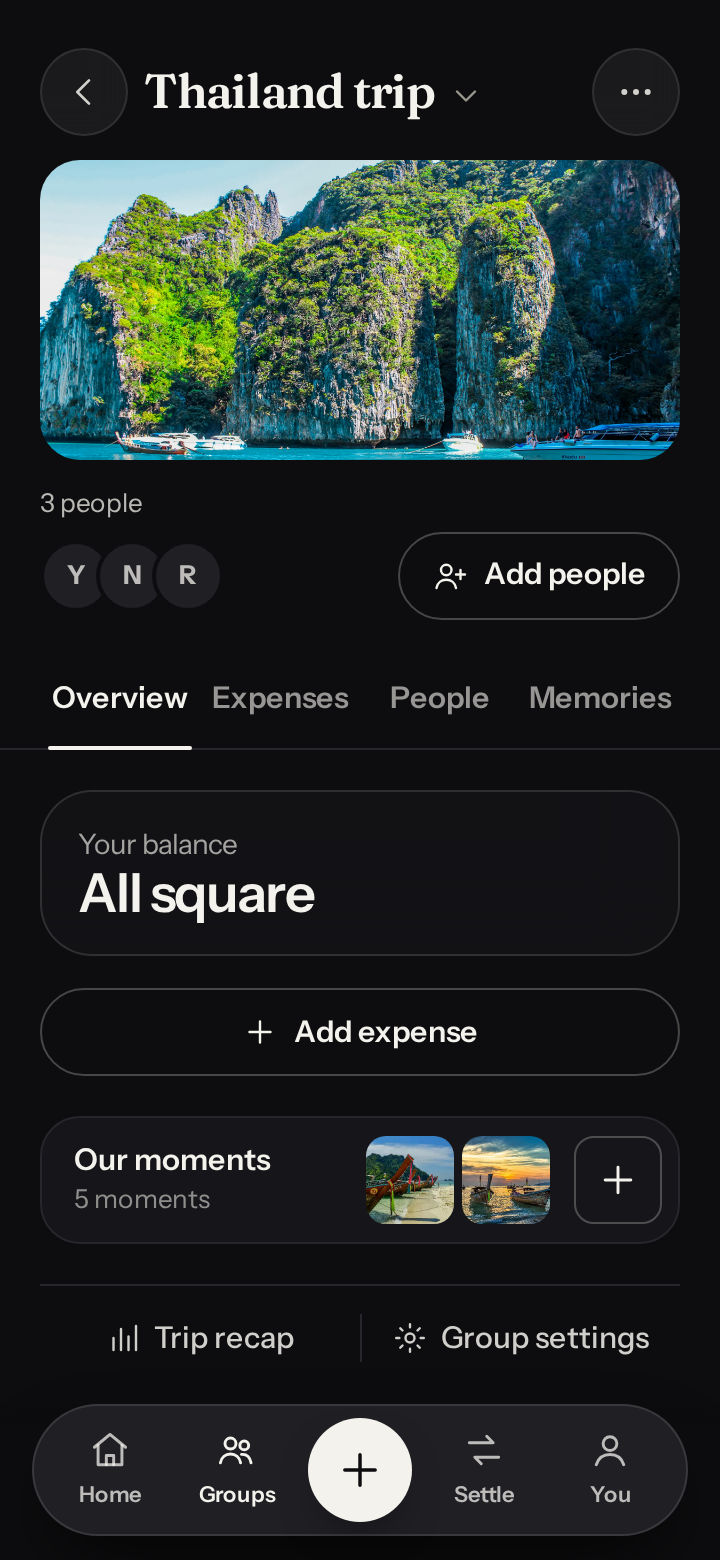 Thailand trip
3 people
Y N R
Add people
Overview Expenses People Memories
Your balance
All square
Add expense
Our moments
5 moments
Trip recap Group settings
Home Groups Settle You